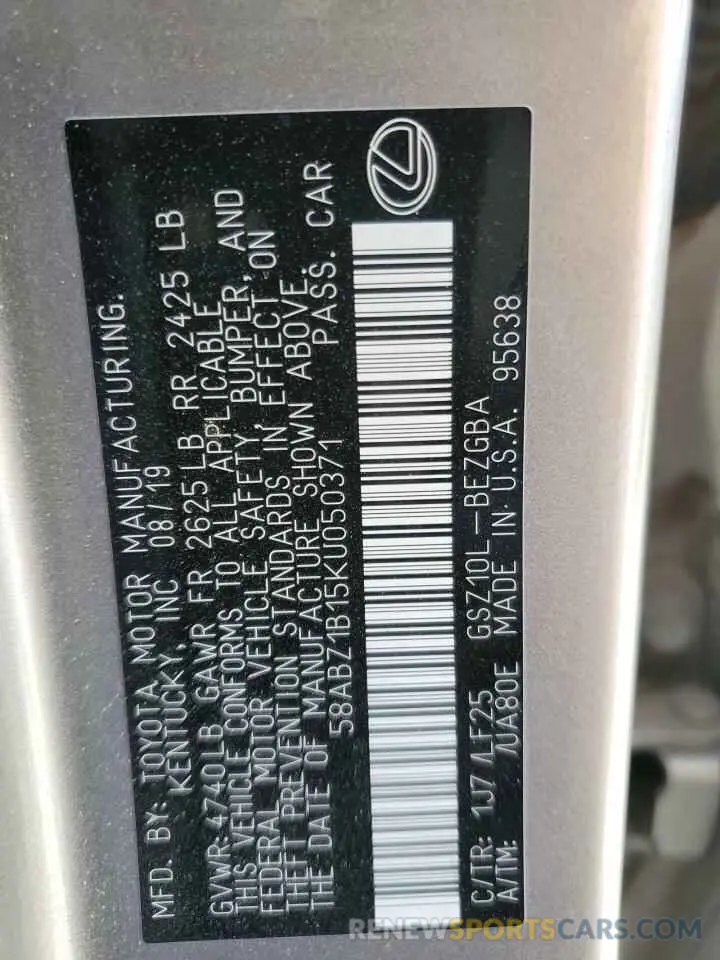 MFD. BY: TOYOTA MOTOR MANUFACTURING.
KENTUCKY, INC 08/19
GVWR 4740LB GAWR FR 2625LB RR 2425 LB
THIS VEHICLE CONFORMS TO ALL APPLICABLE
FEDERAL MOTOR VEHICLE SAFETY, BUMPER, AND
THEFT PREVENTION STANDARDS IN EFFECT ON
THE DATE OF MANUFACTURE SHOWN ABOVE.
58ABZ1B15KU050371 PASS. CAR
C/TR: 1J7 /LF25 GSZ10L-BEZGBA
A/TM: /UA80E MADE IN U.S.A. 95638
RENEWSPORTSCARS.COM